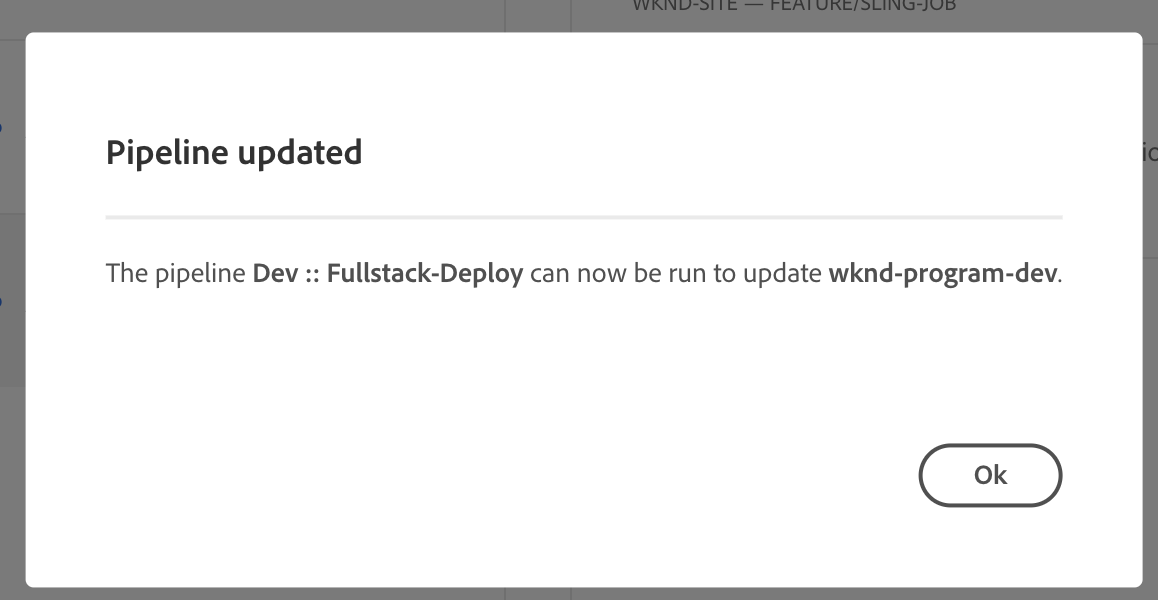 WKND-SITE — FEATURE/SLING-JOB
Pipeline updated
The pipeline Dev :: Fullstack-Deploy can now be run to update wknd-program-dev.
Ok